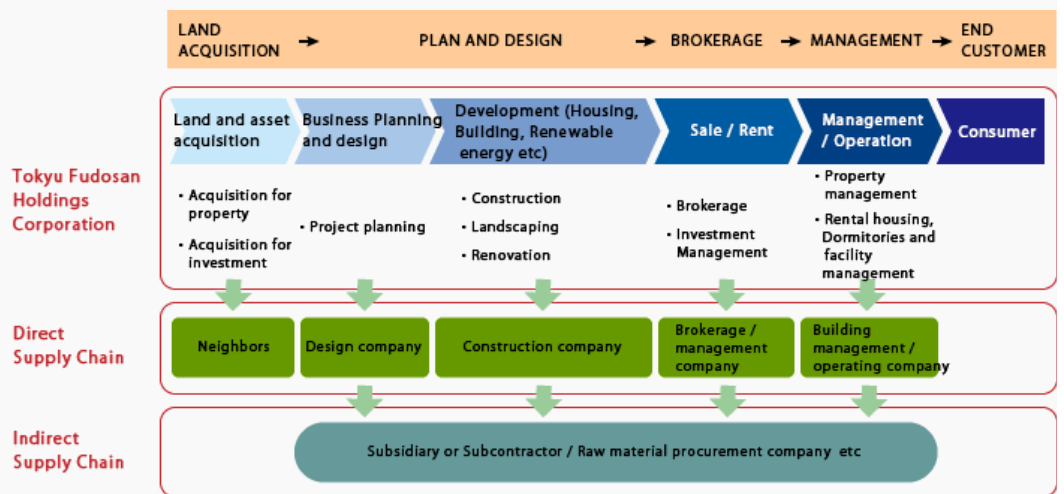 LAND
ACQUISITION
PLAN AND DESIGN
BROKERAGE
MANAGEMENT
END
CUSTOMER
Tokyu Fudosan
Holdings
Corporation
Land and asset
acquisition
Business Planning
and design
Development (Housing,
Building, Renewable
energy etc)
Sale / Rent
Management
/ Operation
Consumer
• Acquisition for
property
• Acquisition for
investment
• Project planning
• Construction
• Landscaping
• Renovation
• Brokerage
• Investment
Management
• Property
management
• Rental housing,
Dormitories and
facility
management
Direct
Supply Chain
Neighbors
Design company
Construction company
Brokerage /
management
company
Building
management /
operating company
Indirect
Supply Chain
Subsidiary or Subcontractor / Raw material procurement company etc